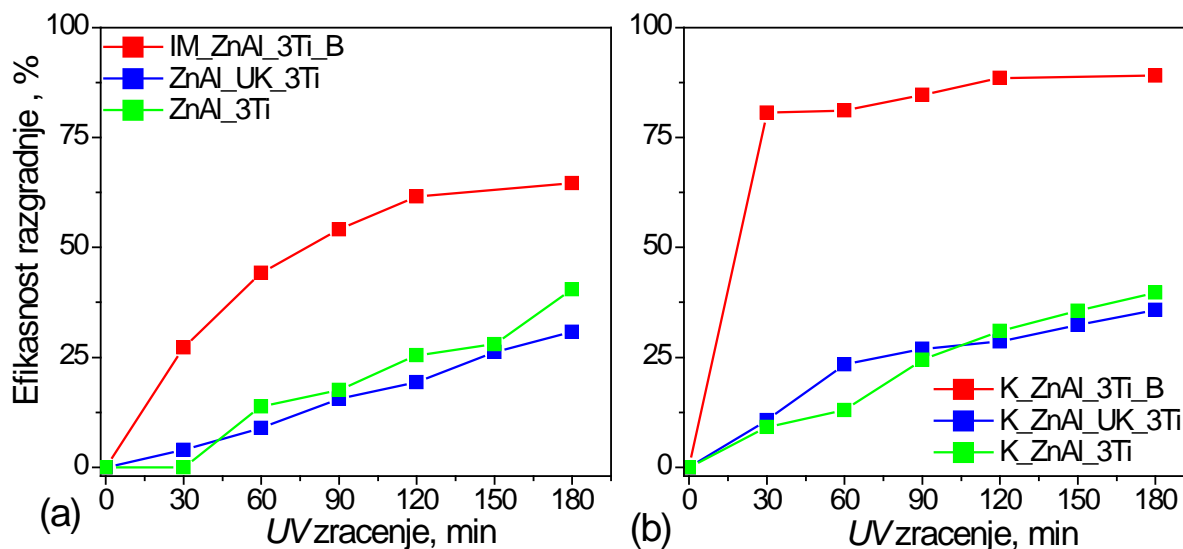 Efikasnost razgradnje , %
100
75
50
25
0
IM_ZnAl_3Ti_B
ZnAl_UK_3Ti
ZnAl_3Ti
0 30 60 90 120 150 180
(a)
UV zracenje, min
100
75
50
25
0
K_ZnAl_3Ti_B
K_ZnAl_UK_3Ti
K_ZnAl_3Ti
0 30 60 90 120 150 180
(b)
UV zracenje, min